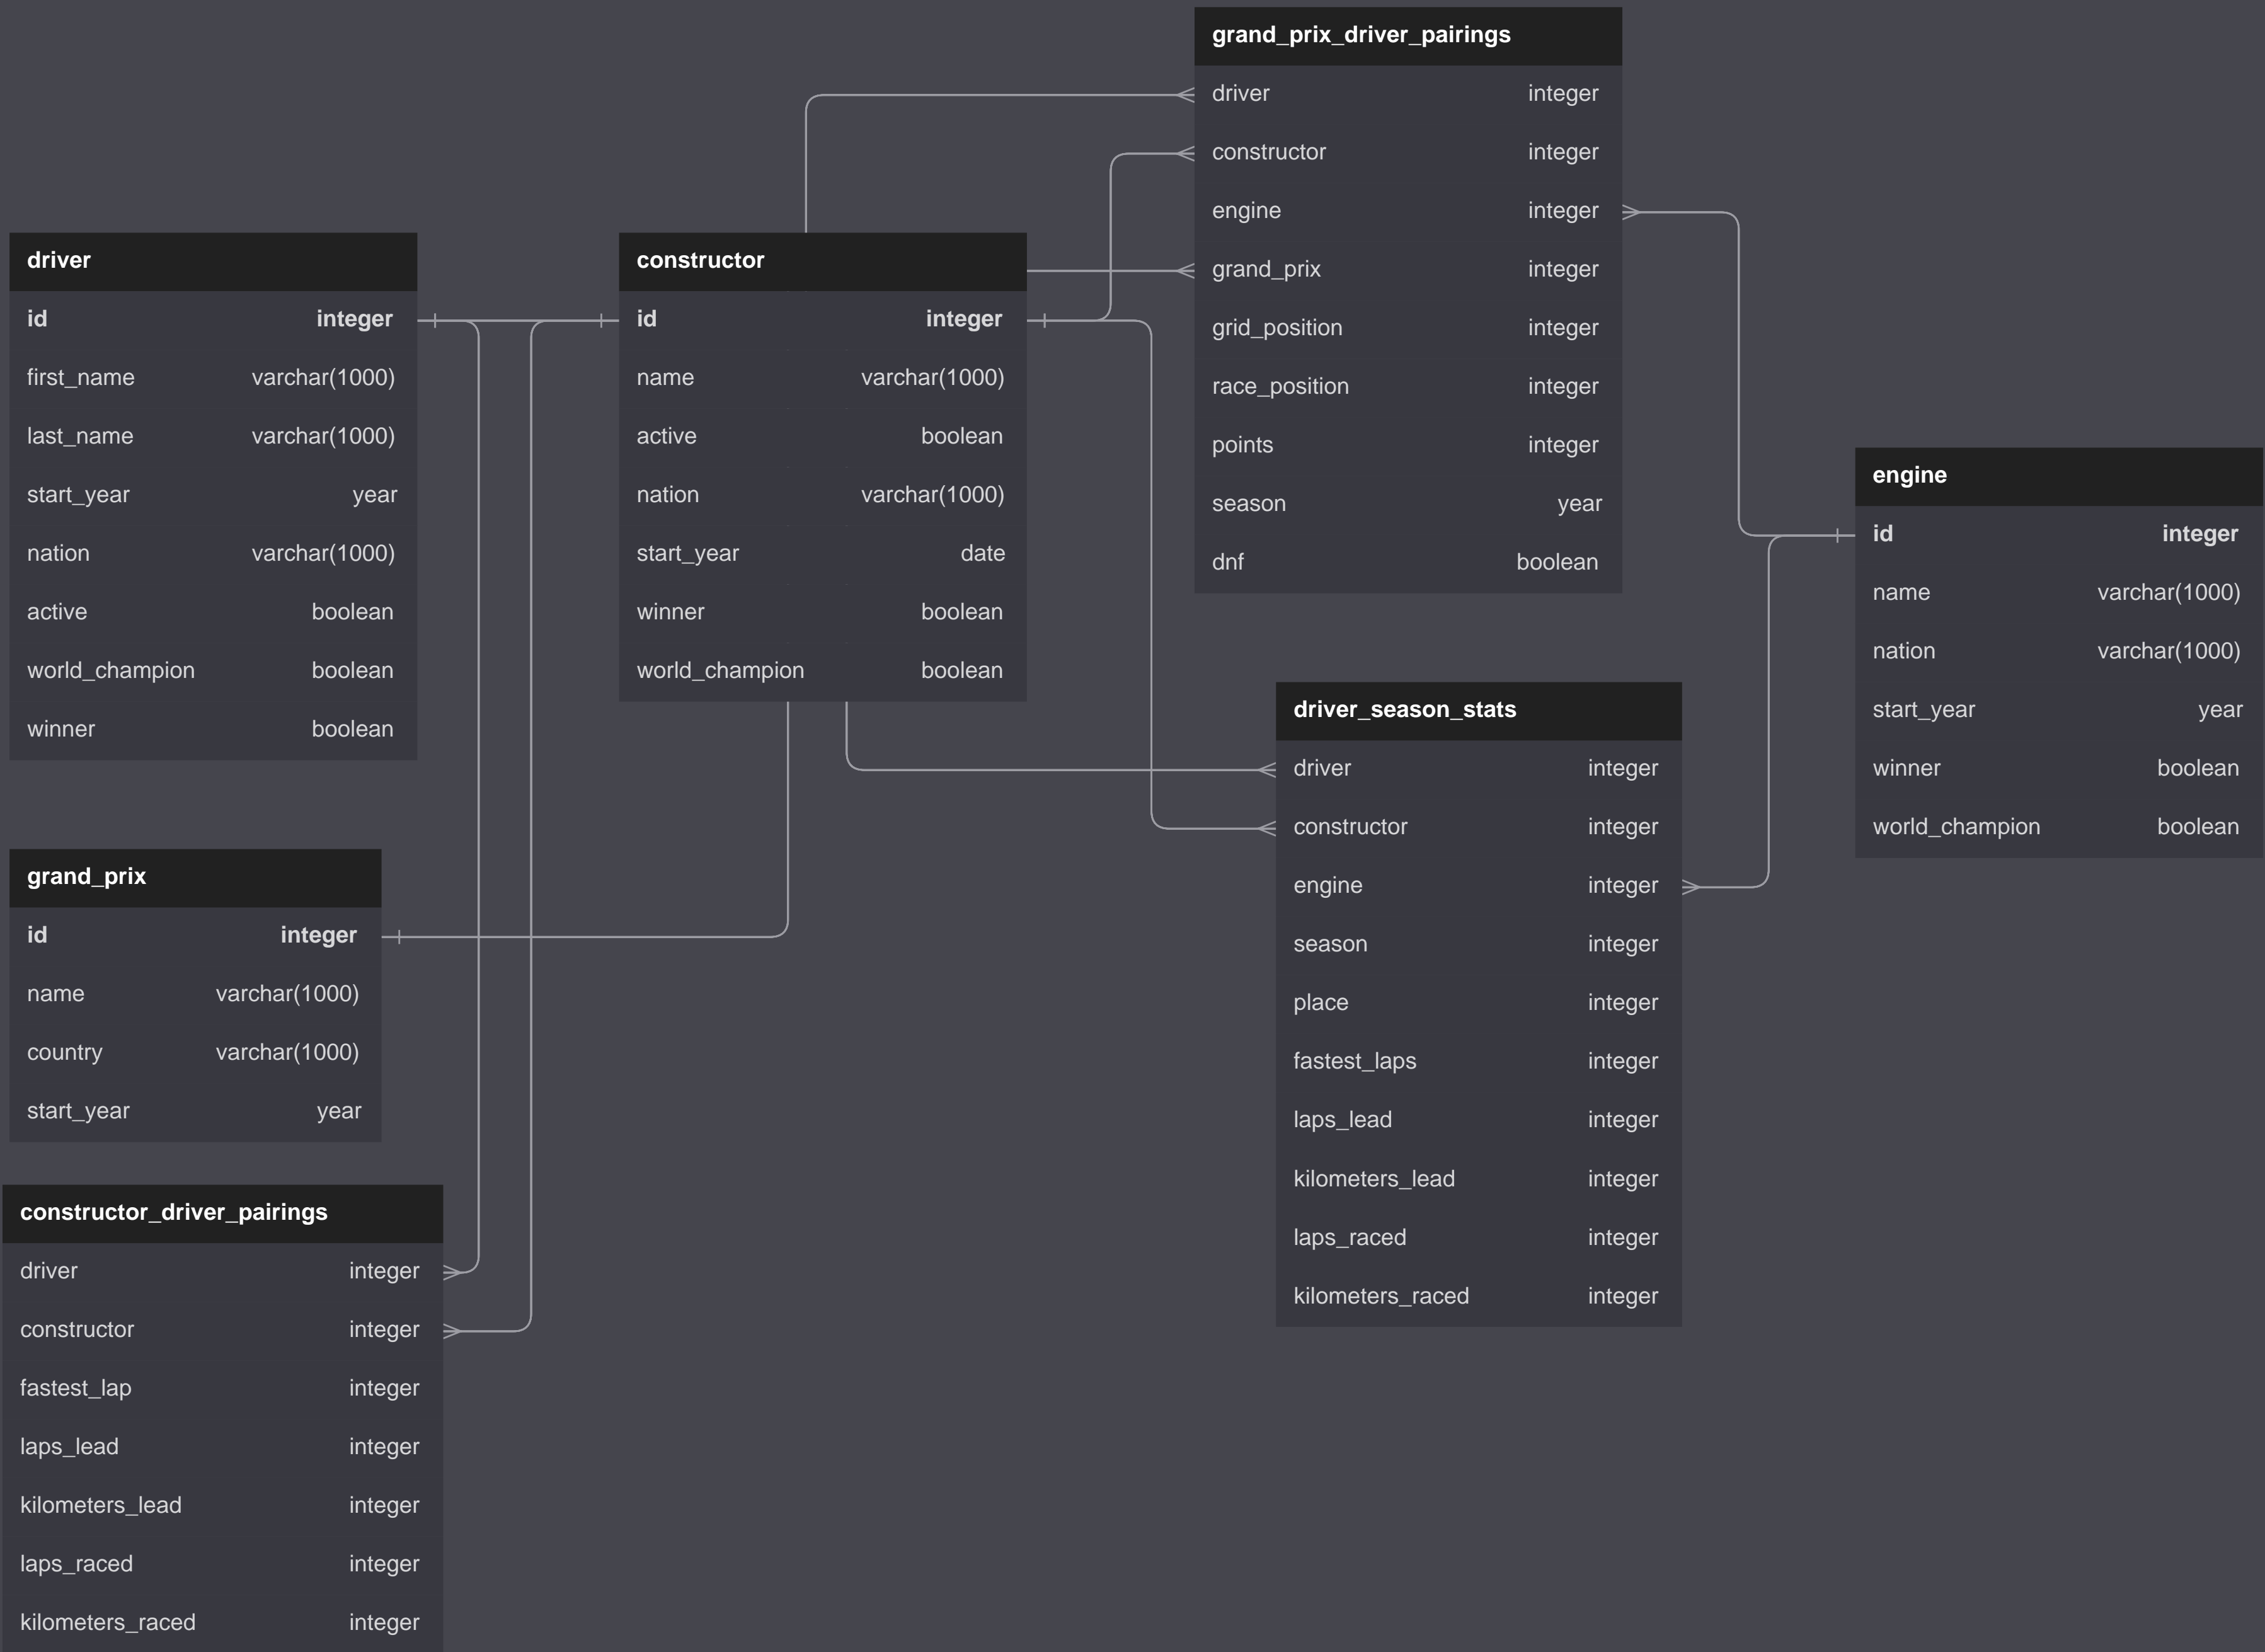 grand_prix_driver_pairings
driver integer
constructor integer
engine integer
grand_prix integer
grid_position integer
race_position integer
points integer
season year
dnf boolean
driver
id integer
first_name varchar(1000)
last_name varchar(1000)
start_year year
nation varchar(1000)
active boolean
world_champion boolean
winner boolean
constructor
id integer
name varchar(1000)
active boolean
nation varchar(1000)
start_year date
winner boolean
world_champion boolean
engine
id integer
name varchar(1000)
nation varchar(1000)
start_year year
winner boolean
world_champion boolean
driver_season_stats
driver integer
constructor integer
engine integer
season integer
place integer
fastest_laps integer
laps_lead integer
kilometers_lead integer
laps_raced integer
kilometers_raced integer
grand_prix
id integer
name varchar(1000)
country varchar(1000)
start_year year
constructor_driver_pairings
driver integer
constructor integer
fastest_lap integer
laps_lead integer
kilometers_lead integer
laps_raced integer
kilometers_raced integer